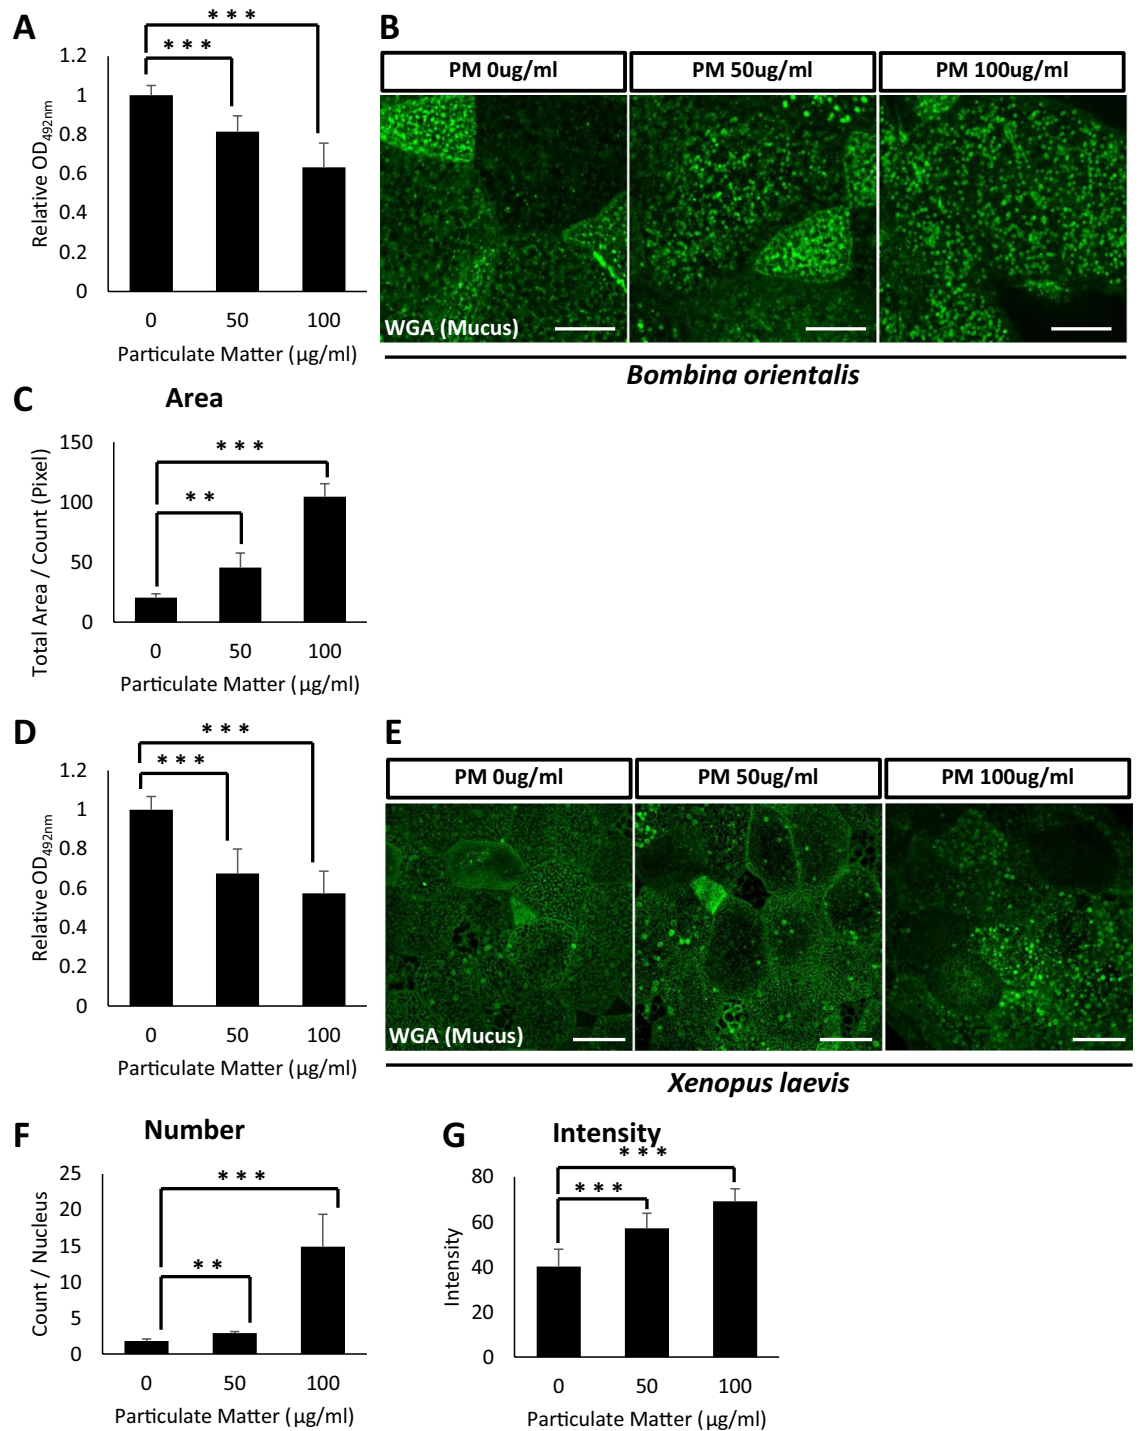 A
* * *
* * *
1.2
1
0.8
0.6
0.4
0.2
0
Relative OD492nm
0 50 100
Particulate Matter (µg/ml)
B
PM 0ug/ml PM 50ug/ml PM 100ug/ml
WGA (Mucus)
Bombina orientalis
C
Area
* * *
* *
150
100
50
0
Total Area / Count (Pixel)
0 50 100
Particulate Matter (µg/ml)
D
* * *
* * *
1.2
1
0.8
0.6
0.4
0.2
0
Relative OD492nm
0 50 100
Particulate Matter (µg/ml)
E
PM 0ug/ml PM 50ug/ml PM 100ug/ml
WGA (Mucus)
Xenopus laevis
F
Number
* * *
* *
25
20
15
10
5
0
Count / Nucleus
0 50 100
Particulate Matter (µg/ml)
G
Intensity
* * *
* * *
80
60
40
20
0
Intensity
0 50 100
Particulate Matter (µg/ml)